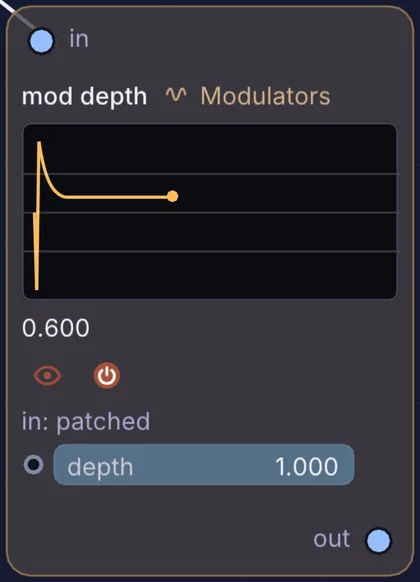 in
mod depth Modulators
0.600
in: patched
depth 1.000
out